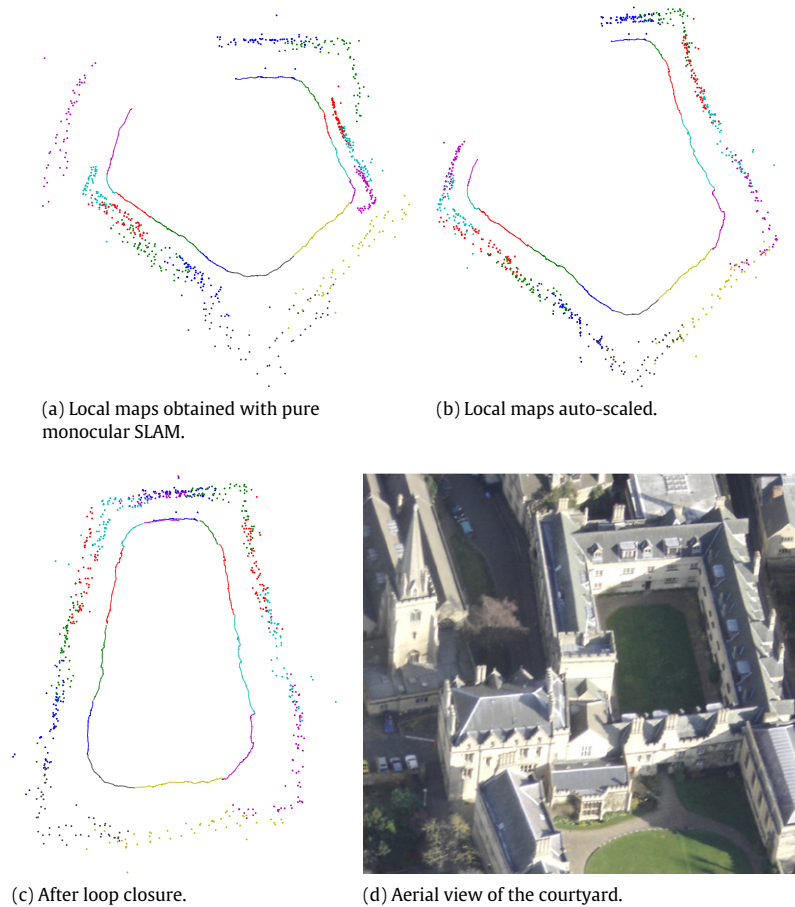 (a) Local maps obtained with pure
monocular SLAM.
(b) Local maps auto-scaled.
(c) After loop closure.
(d) Aerial view of the courtyard.